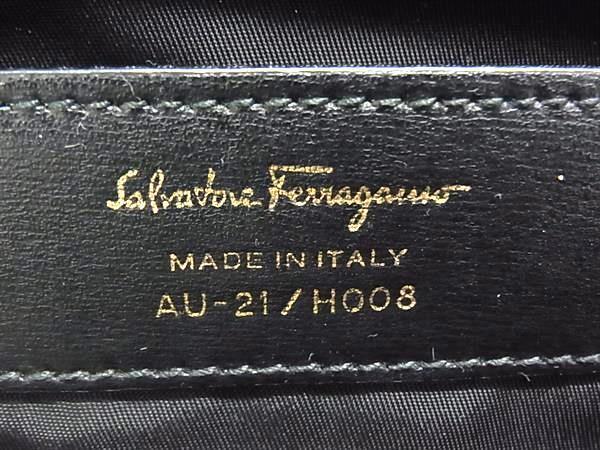 Salvatore Ferragamo
MADE IN ITALY
AU-21/H008